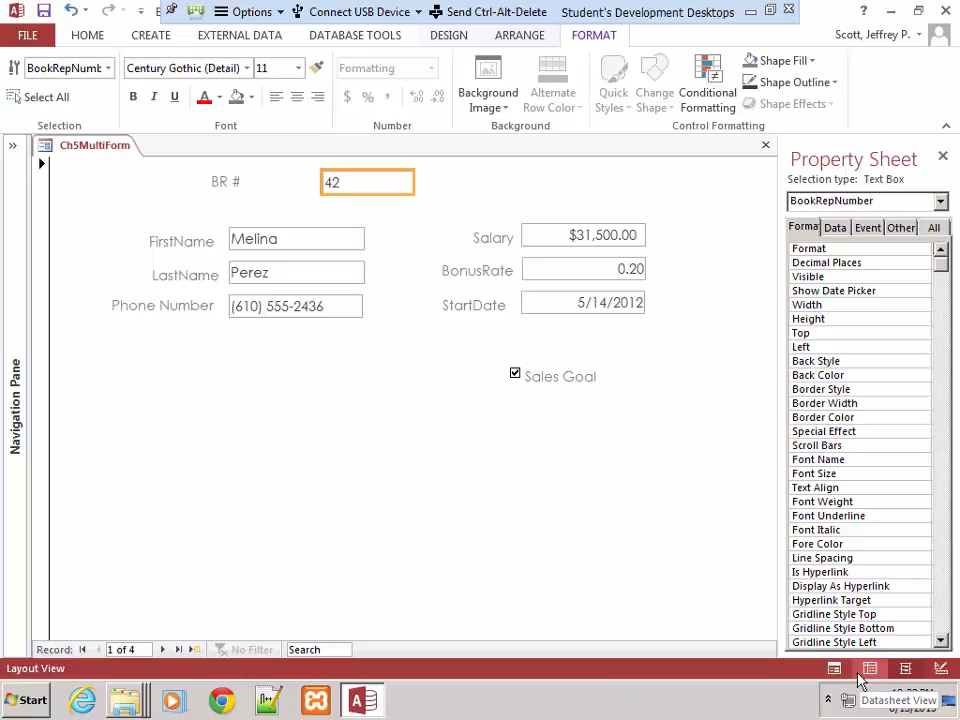 Options Connect USB Device Send Ctrl-Alt-Delete Student's Development Desktops ?
FILE HOME CREATE EXTERNAL DATA DATABASE TOOLS DESIGN ARRANGE FORMAT Scott, Jeffrey P.
BookRepNumt Century Gothic (Detail) 11 Formatting
Select All B I U A $ % ,
Background Image Alternate Row Color Quick Styles Change Shape Conditional Formatting
Shape Fill
Shape Outline
Shape Effects
Selection Font Number Background Control Formatting
Ch5MultiForm
BR # 42
FirstName Melina Salary $31,500.00
LastName Perez BonusRate 0.20
Phone Number (610) 555-2436 StartDate 5/14/2012
Sales Goal
Navigation Pane
Property Sheet
Selection type: Text Box
BookRepNumber
Format Data Event Other All
Format
Decimal Places
Visible
Show Date Picker
Width
Height
Top
Left
Back Style
Back Color
Border Style
Border Width
Border Color
Special Effect
Scroll Bars
Font Name
Font Size
Text Align
Font Weight
Font Underline
Font Italic
Fore Color
Line Spacing
Is Hyperlink
Display As Hyperlink
Hyperlink Target
Gridline Style Top
Gridline Style Bottom
Gridline Style Left
Record: 1 of 4 No Filter Search
Layout View
Start
Datasheet View